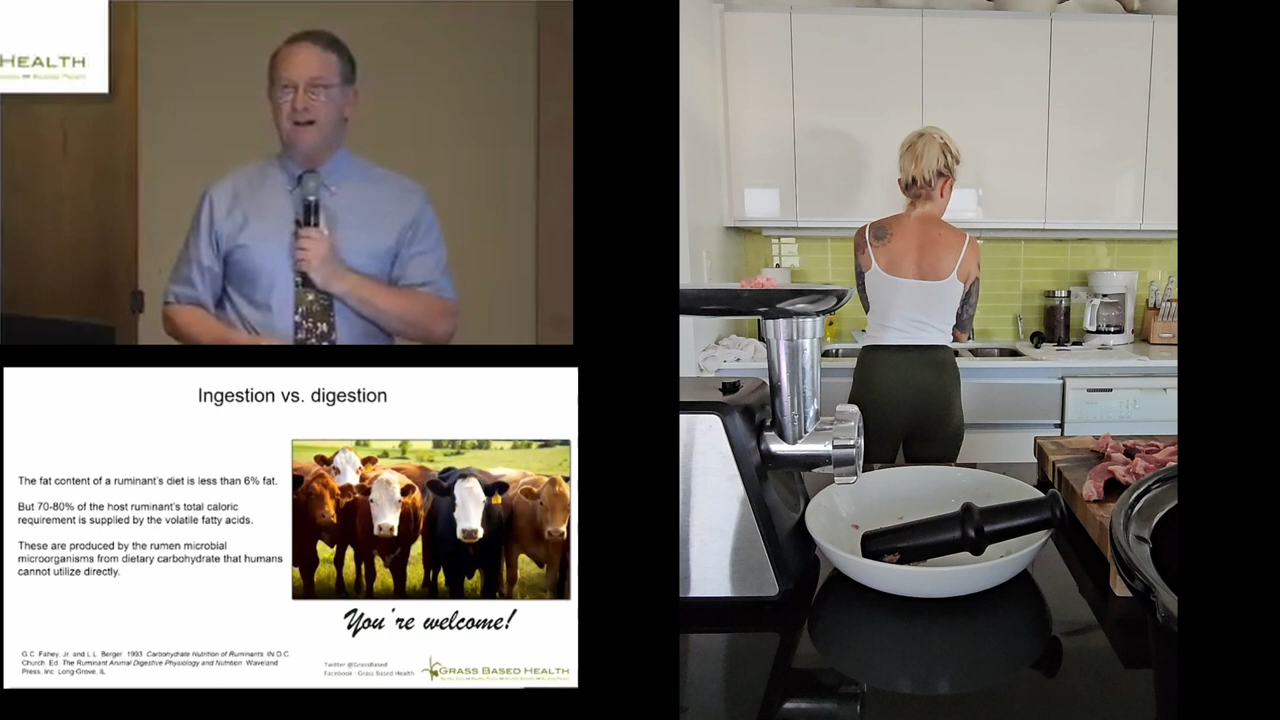 HEALTH
Ingestion vs. digestion
The fat content of a ruminant's diet is less than 6% fat.
But 70-80% of the host ruminant's total caloric
requirement is supplied by the volatile fatty acids.
These are produced by the rumen microbial
microorganisms from dietary carbohydrate that humans
cannot utilize directly.
You're welcome!
G.C. Fahey, Jr. and L.L. Berger. 1993. Carbohydrate Nutrition of Ruminants. IN D.C.
Church. Ed. The Ruminant Animal Digestive Physiology and Nutrition. Waveland
Press, Inc. Long Grove, IL
Twitter @GrassBased
Facebook : Grass Based Health
GRASS BASED HEALTH